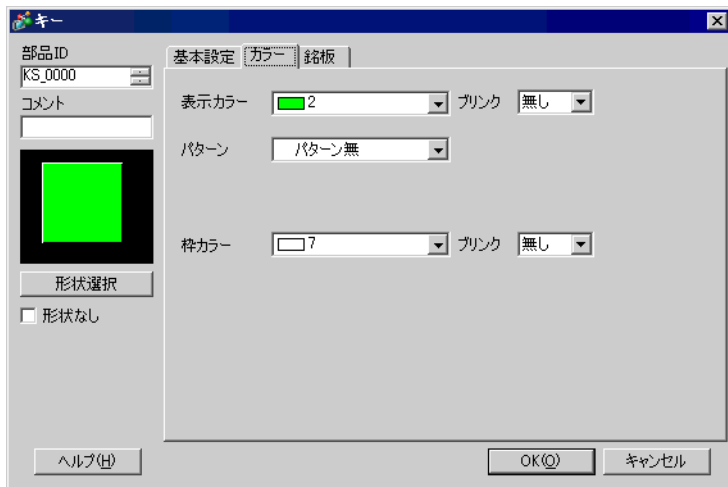 キー
部品ID
KS_0000
コメント
形状選択
形状なし
基本設定 カラー 銘板
表示カラー 2 ブリンク 無し
パターン パターン無
枠カラー 7 ブリンク 無し
ヘルプ(H) OK(O) キャンセル